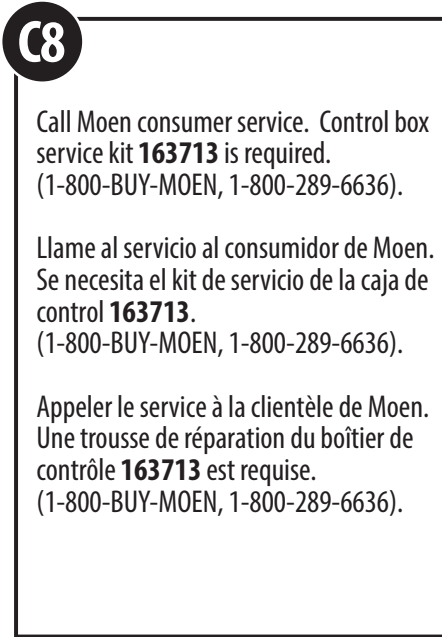 C8
Call Moen consumer service.  Control box
service kit 163713 is required.
(1-800-BUY-MOEN, 1-800-289-6636).
Llame al servicio al consumidor de Moen.
Se necesita el kit de servicio de la caja de
control 163713.
(1-800-BUY-MOEN, 1-800-289-6636).
Appeler le service à la clientèle de Moen.
Une trousse de réparation du boîtier de
contrôle 163713 est requise.
(1-800-BUY-MOEN, 1-800-289-6636).